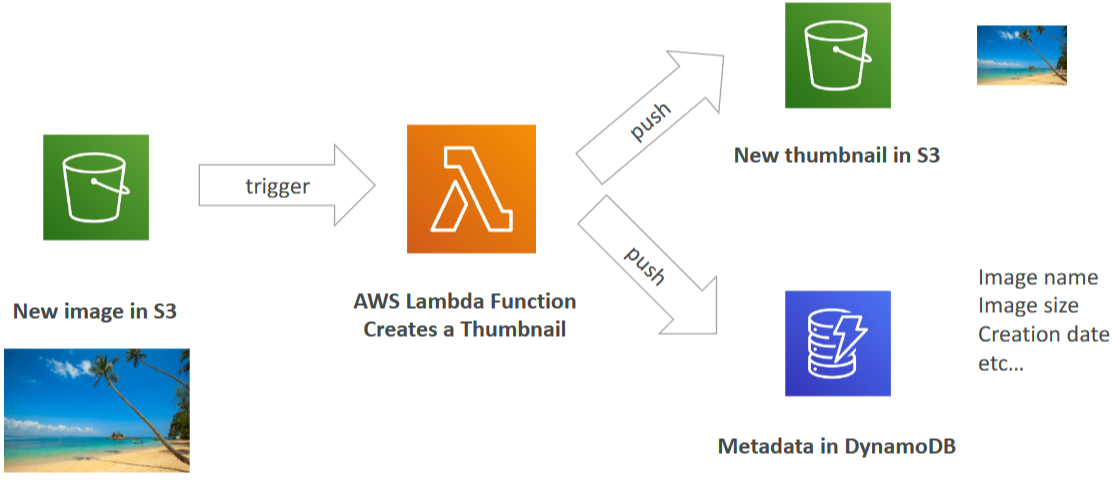 New image in S3
trigger
AWS Lambda Function
Creates a Thumbnail
push
New thumbnail in S3
push
Image name
Image size
Creation date
etc...
Metadata in DynamoDB